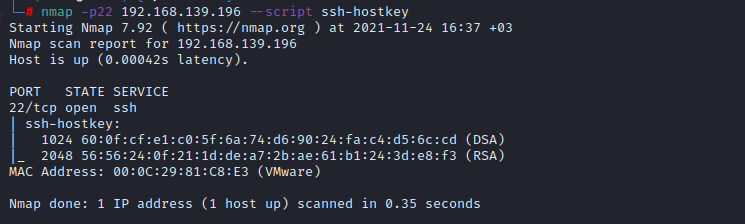 └─# nmap -p22 192.168.139.196 --script ssh-hostkey
Starting Nmap 7.92 ( https://nmap.org ) at 2021-11-24 16:37 +03
Nmap scan report for 192.168.139.196
Host is up (0.00042s latency).
PORT   STATE SERVICE
22/tcp open  ssh
| ssh-hostkey:
|   1024 60:0f:cf:e1:c0:5f:6a:74:d6:90:24:fa:c4:d5:6c:cd (DSA)
|_  2048 56:56:24:0f:21:1d:de:a7:2b:ae:61:b1:24:3d:e8:f3 (RSA)
MAC Address: 00:0C:29:81:C8:E3 (VMware)
Nmap done: 1 IP address (1 host up) scanned in 0.35 seconds